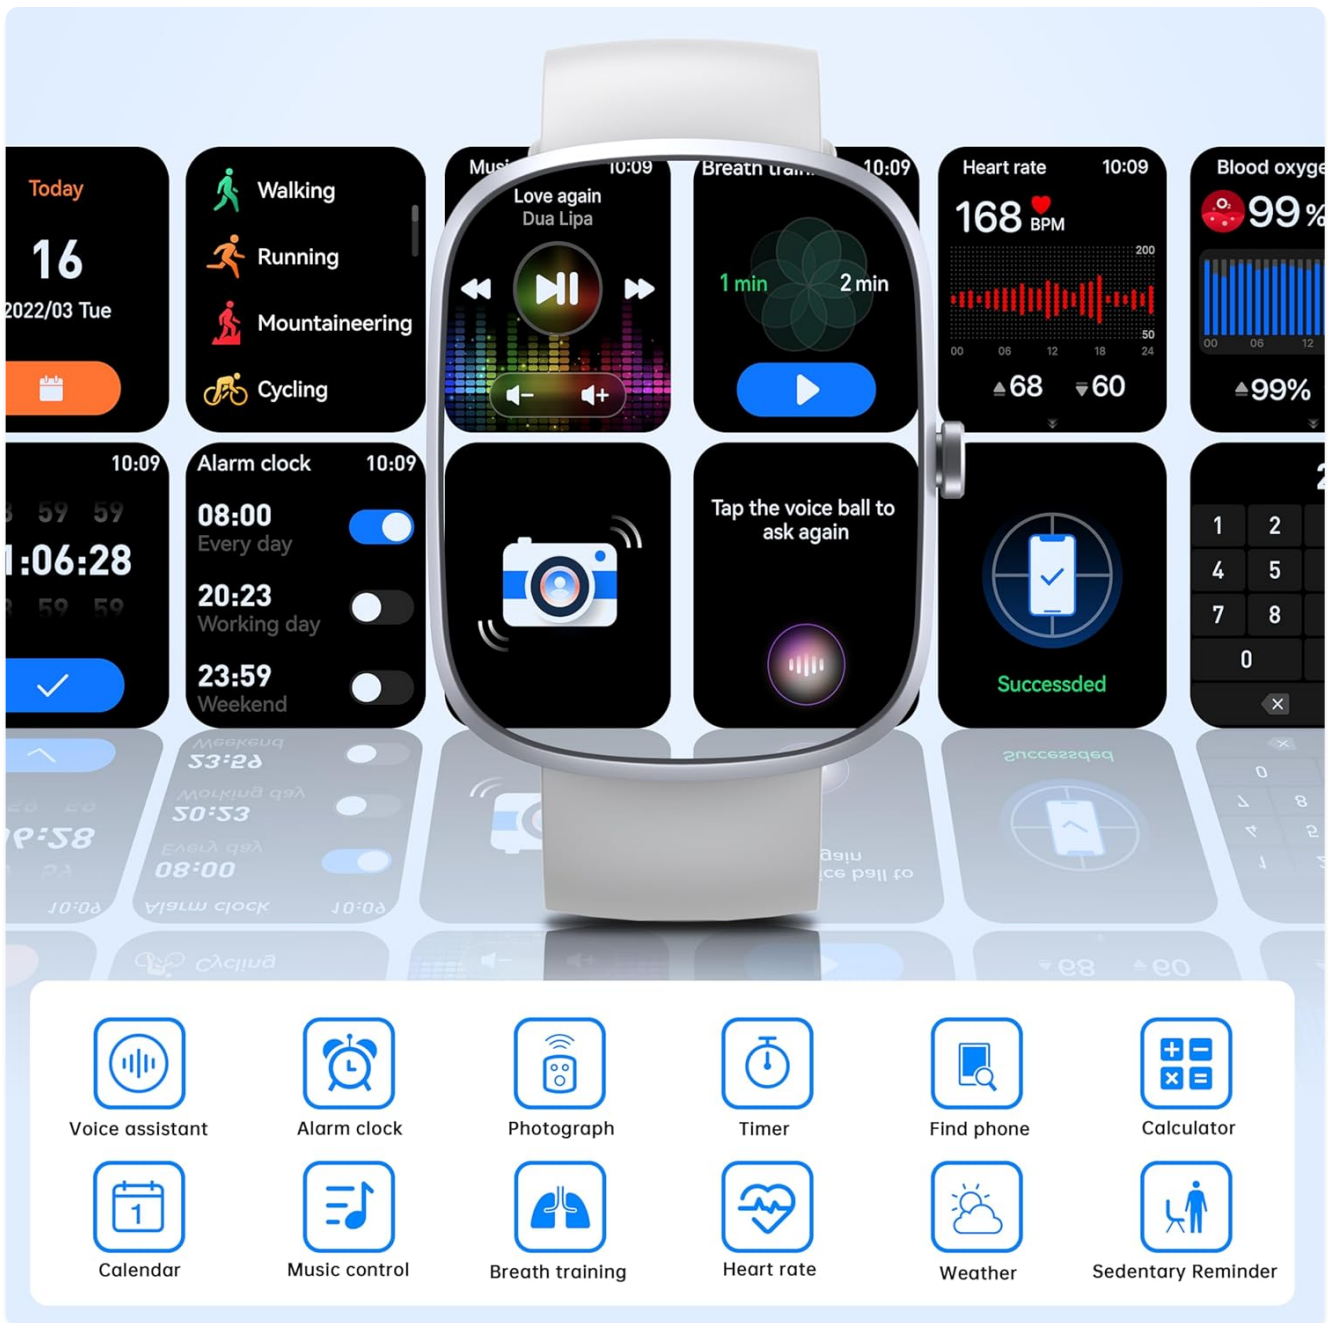 Today
16
2022/03 Tue
Walking
Running
Mountaineering
Cycling
10:09
Love again
Dua Lipa
Breath
10:09
1 min
2 min
Heart rate 10:09
168 BPM
200
50
00 06 12 18 24
68 60
Blood
O₂
99%
00 06 12
99%
10:09
59 59
:06:28
59 59
Alarm clock 10:09
08:00
Every day
20:23
Working day
23:59
Weekend
Tap the voice ball to
ask again
Successded
1 2
4 5
7 8
0
Voice assistant
Alarm clock
Photograph
Timer
Find phone
Calculator
1
Calendar
Music control
Breath training
Heart rate
Weather
Sedentary Reminder